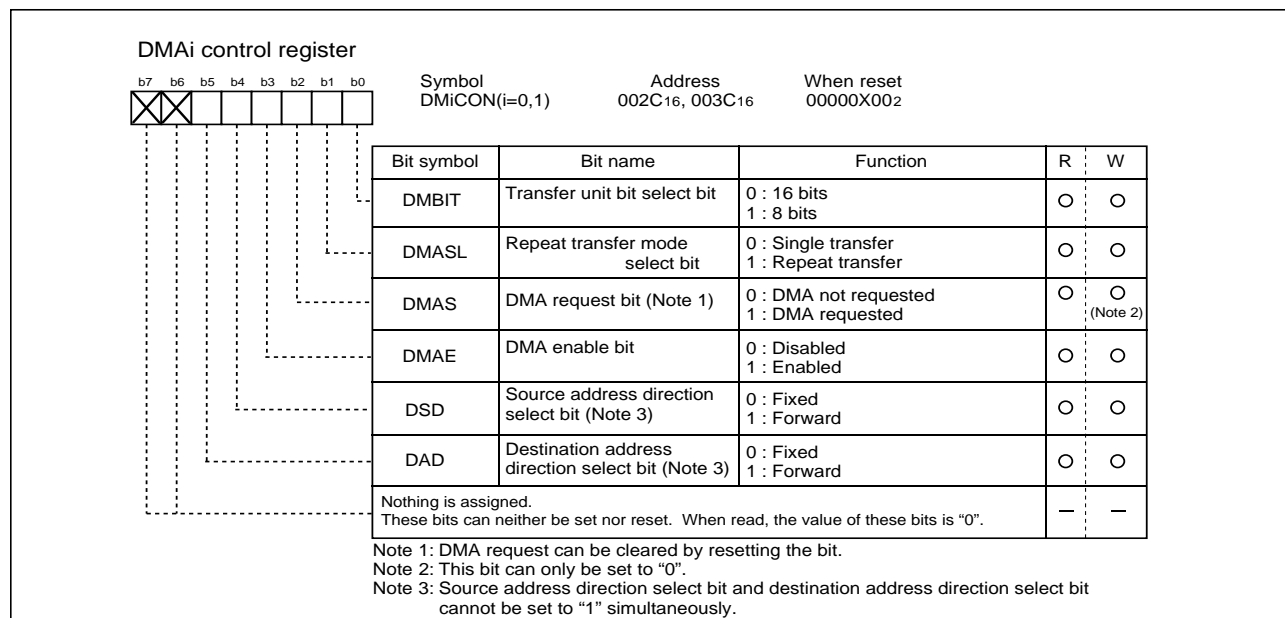 DMAi control register
b7 b6 b5 b4 b3 b2 b1 b0
Symbol Address When reset
DMiCON(i=0,1) 002C16, 003C16 00000X002
Bit symbol Bit name Function R W
DMBIT Transfer unit bit select bit 0 : 16 bits
1 : 8 bits
DMASL Repeat transfer mode
select bit 0 : Single transfer
1 : Repeat transfer
DMAS DMA request bit (Note 1) 0 : DMA not requested
1 : DMA requested (Note 2)
DMAE DMA enable bit 0 : Disabled
1 : Enabled
DSD Source address direction
select bit (Note 3) 0 : Fixed
1 : Forward
DAD Destination address
direction select bit (Note 3) 0 : Fixed
1 : Forward
Nothing is assigned.
These bits can neither be set nor reset. When read, the value of these bits is “0”.
Note 1: DMA request can be cleared by resetting the bit.
Note 2: This bit can only be set to “0”.
Note 3: Source address direction select bit and destination address direction select bit
cannot be set to “1” simultaneously.